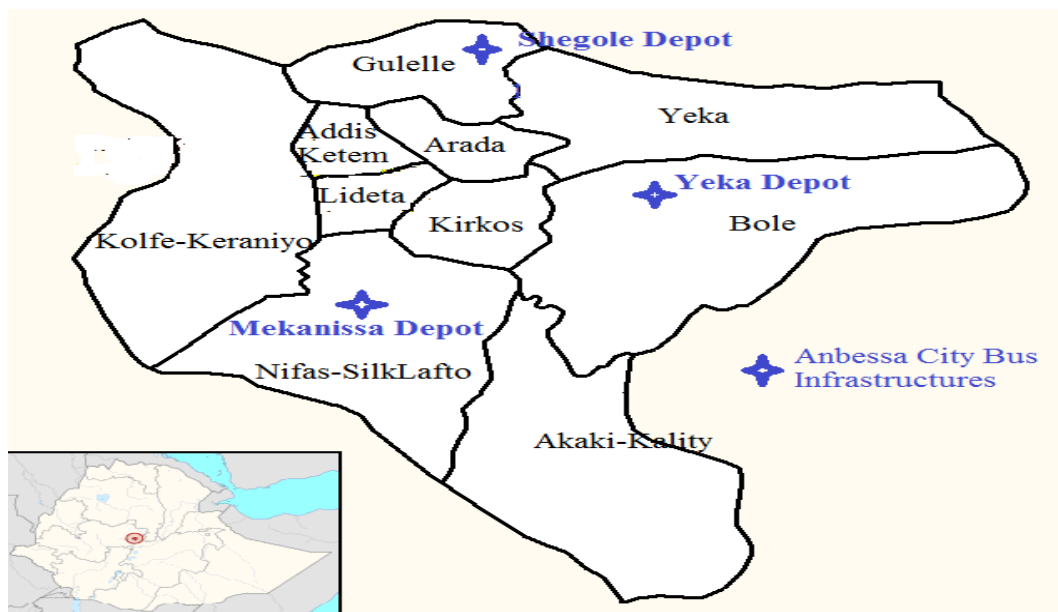 Shegole Depot
Gulelle
Yeka
Addis
Ketem
Arada
Yeka Depot
Lideta
Kirkos
Bole
Kolfe-Keraniyo
Mekanissa Depot
Nifas-SilkLafto
Anbessa City Bus
Infrastructures
Akaki-Kality